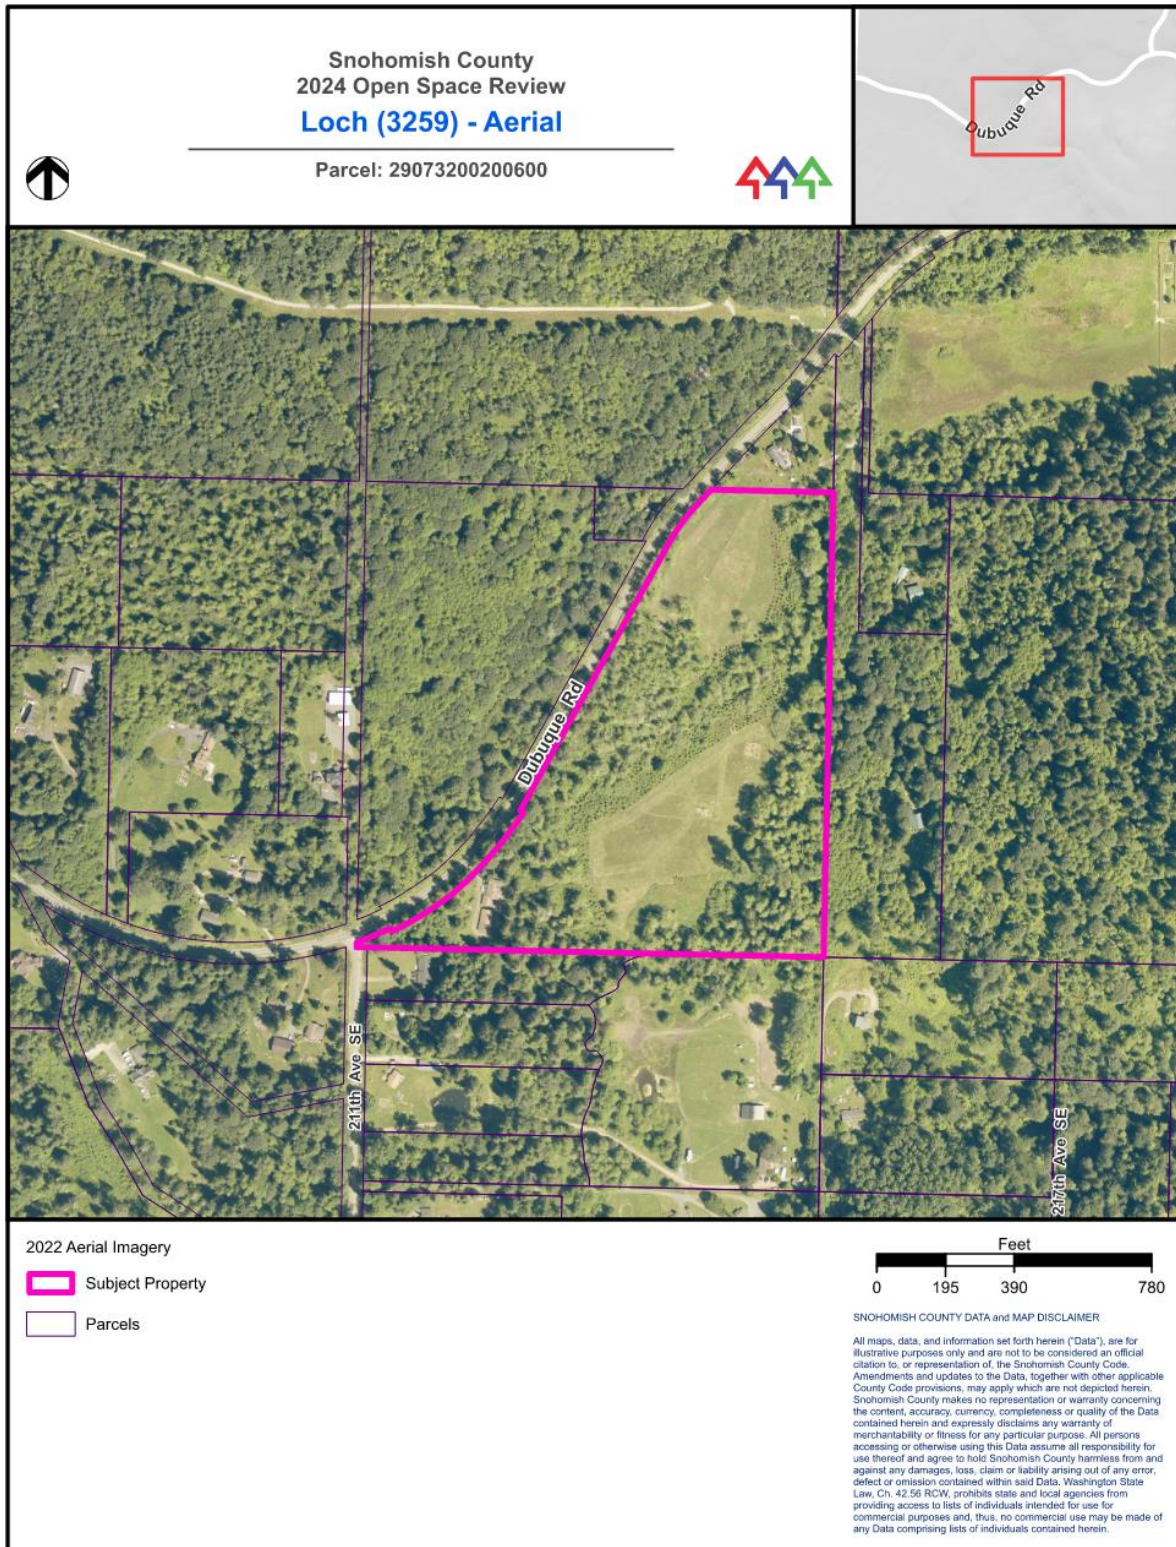 Snohomish County
2024 Open Space Review
Loch (3259) - Aerial
Parcel: 29073200200600
Dubuque Rd
Dubuque Rd
211th Ave SE
217th Ave SE
2022 Aerial Imagery
Subject Property
Parcels
Feet
0 195 390 780
SNOHOMISH COUNTY DATA and MAP DISCLAIMER
All maps, data, and information set forth herein ("Data"), are for
illustrative purposes only and are not to be considered an official
citation to, or representation of, the Snohomish County Code.
Amendments and updates to the Data, together with other applicable
County Code provisions, may apply which are not depicted herein.
Snohomish County makes no representation or warranty concerning
the content, accuracy, currency, completeness or quality of the Data
contained herein and expressly disclaims any warranty of
merchantability or fitness for any particular purpose. All persons
accessing or otherwise using this Data assume all responsibility for
use thereof and agree to hold Snohomish County harmless from and
against any damages, loss, claim or liability arising out of any error,
defect or omission contained within said Data. Washington State
Law, Ch. 42.56 RCW, prohibits state and local agencies from
providing access to lists of individuals intended for use for
commercial purposes and, thus, no commercial use may be made of
any Data comprising lists of individuals contained herein.